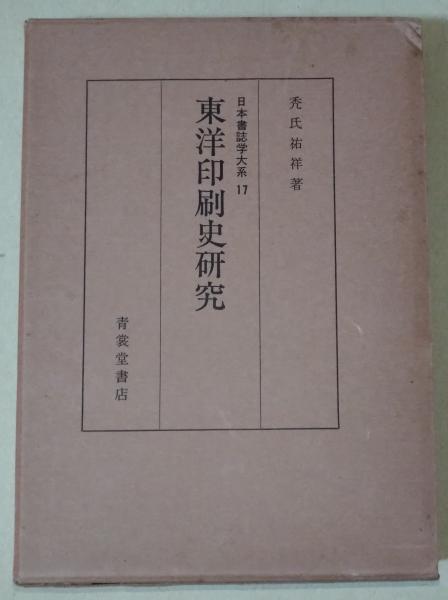 禿氏祐祥著
日本書誌学大系 17
東洋印刷史研究
青裳堂書店